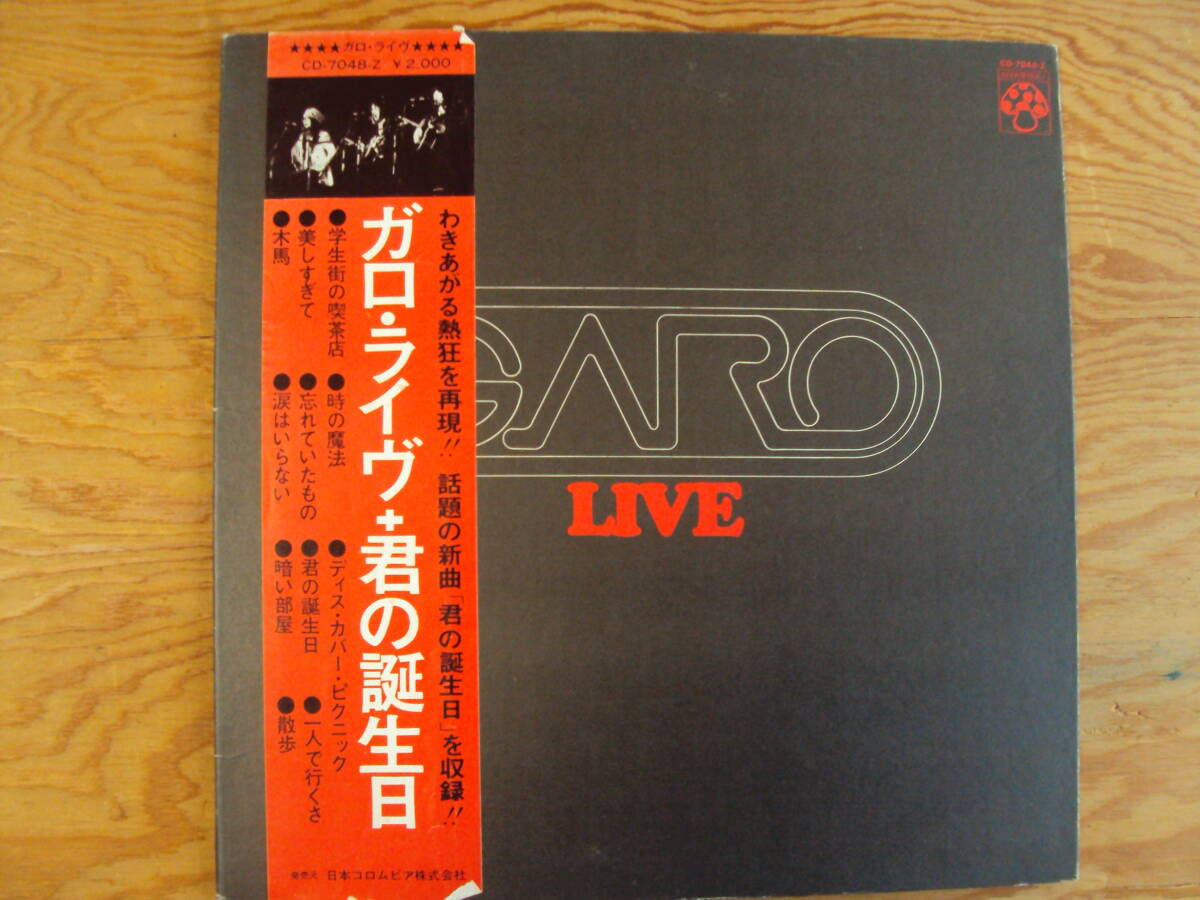 ★★★★ガロ・ライヴ★★★★
CD-7048-Z ¥2,000
わきあがる熱狂を再現!! 話題の新曲「君の誕生日」を収録!!
ガロ・ライヴ+君の誕生日
●学生街の喫茶店 ●時の魔法 ●ディス・カバー・ピクニック
●美しすぎて ●忘れていたもの ●君の誕生日 ●一人で行くさ
●木馬 ●涙はいらない ●暗い部屋 ●散歩
発売元 日本コロムビア株式会社
CD-7048-Z
GARO
LIVE